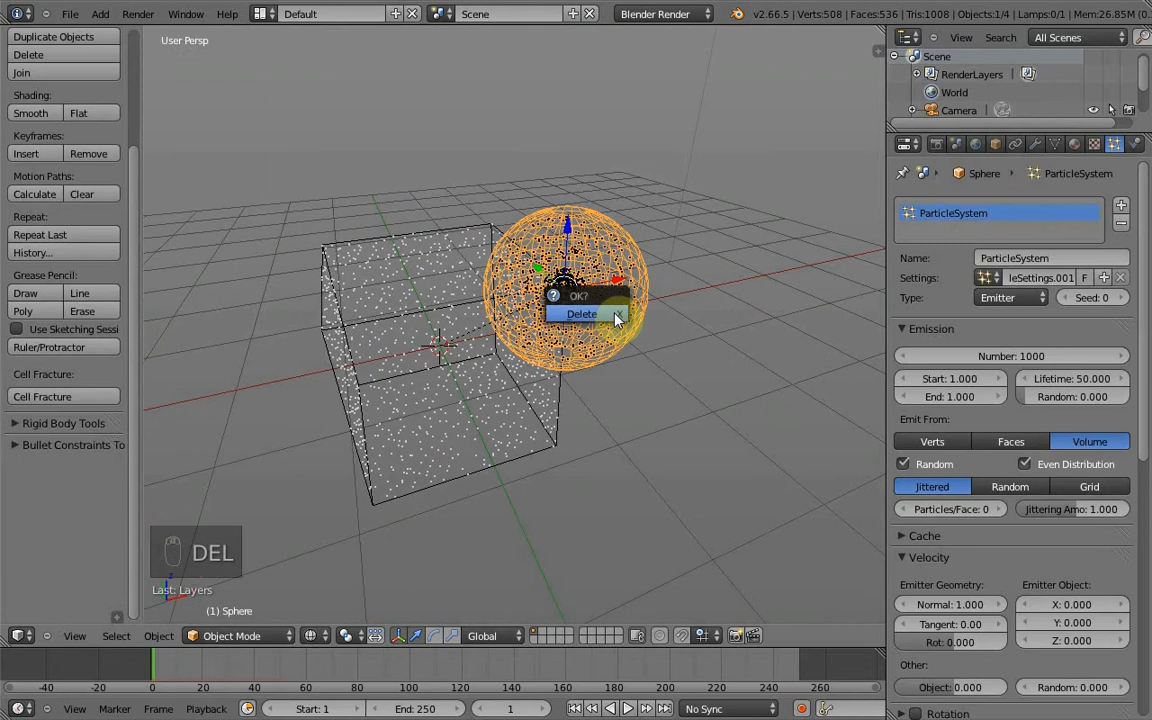 File Add Render Window Help Default Scene Blender Render v2.66.5 | Verts:508 | Faces:536 | Tris:1008 | Objects:1/4 | Lamps:0/1 | Mem:26.85M (0.
Duplicate Objects
Delete
Join
Shading:
Smooth Flat
Keyframes:
Insert Remove
Motion Paths:
Calculate Clear
Repeat:
Repeat Last
History...
Grease Pencil:
Draw Line
Poly Erase
Use Sketching Sessi
Ruler/Protractor
Cell Fracture:
Cell Fracture
Rigid Body Tools
Bullet Constraints To
User Persp
OK?
Delete X
DEL
Last: Layers
(1) Sphere
View Select Object Object Mode Global
View Search All Scenes
Scene
RenderLayers
World
Camera
Sphere ParticleSystem
ParticleSystem
Name: ParticleSystem
Settings: leSettings.001 F
Type: Emitter Seed: 0
Emission
Number: 1000
Start: 1.000 Lifetime: 50.000
End: 1.000 Random: 0.000
Emit From:
Verts Faces Volume
Random Even Distribution
Jittered Random Grid
Particles/Face: 0 Jittering Amo: 1.000
Cache
Velocity
Emitter Geometry: Emitter Object:
Normal: 1.000 X: 0.000
Tangent: 0.00 Y: 0.000
Rot: 0.000 Z: 0.000
Other:
Object: 0.000 Random: 0.000
Rotation
-40 -20 0 20 40 60 80 100 120 140 160 180 200 220 240 260
View Marker Frame Playback Start: 1 End: 250 1 No Sync